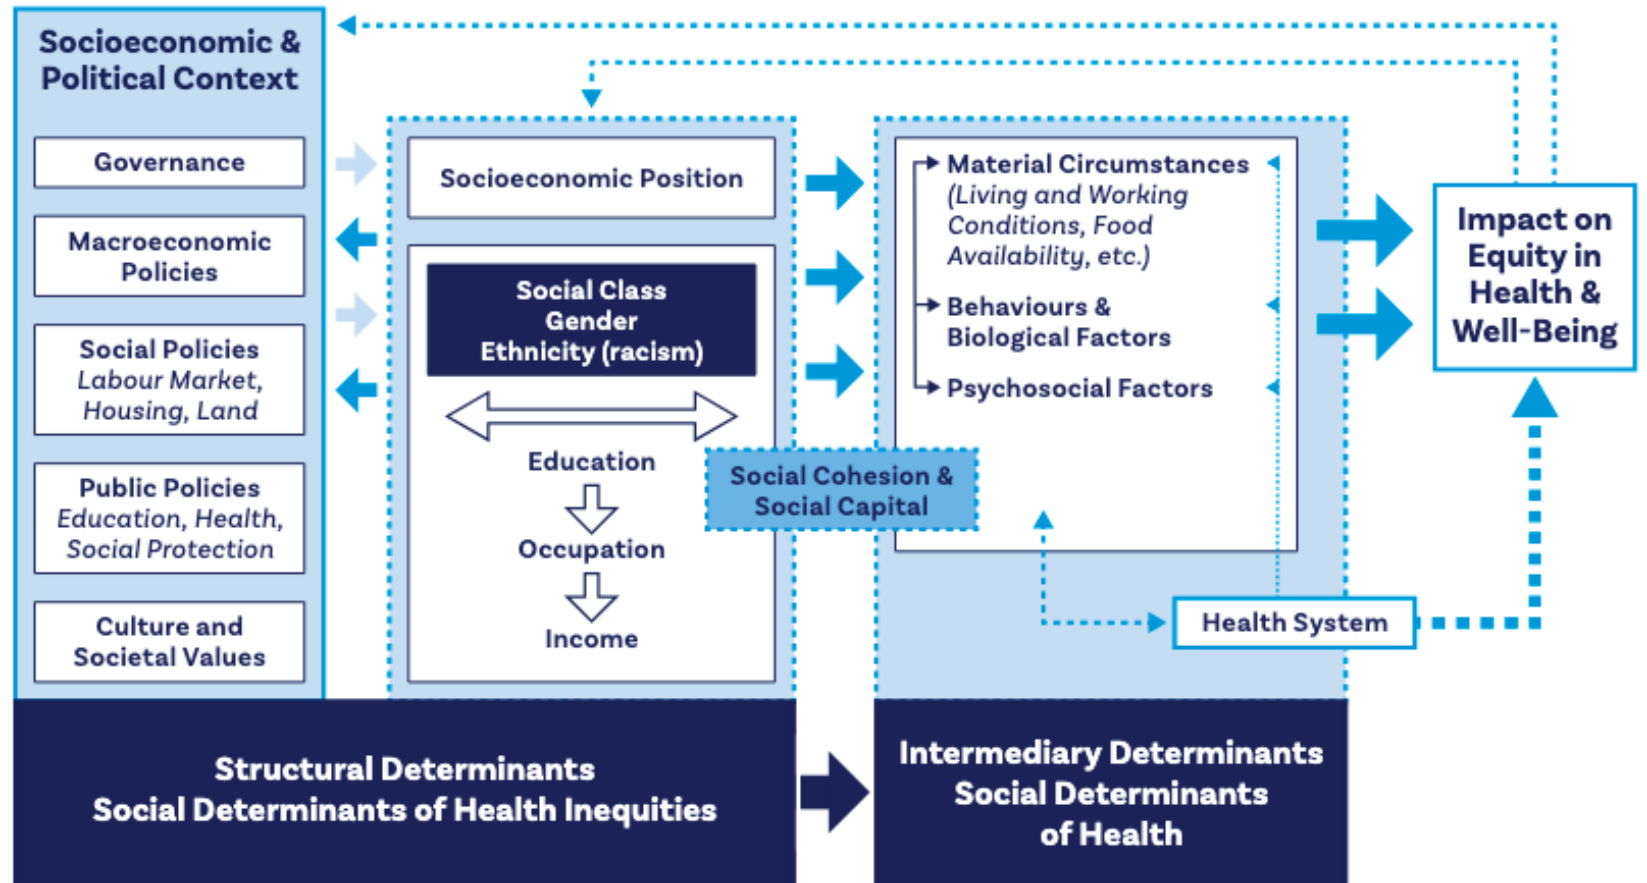 Socioeconomic &
Political Context
Governance
Macroeconomic
Policies
Social Policies
Labour Market,
Housing, Land
Public Policies
Education, Health,
Social Protection
Culture and
Societal Values
Socioeconomic Position
Social Class
Gender
Ethnicity (racism)
Education
Occupation
Income
Social Cohesion &
Social Capital
Material Circumstances
(Living and Working
Conditions, Food
Availability, etc.)
Behaviours &
Biological Factors
Psychosocial Factors
Health System
Impact on
Equity in
Health &
Well-Being
Structural Determinants
Social Determinants of Health Inequities
Intermediary Determinants
Social Determinants
of Health